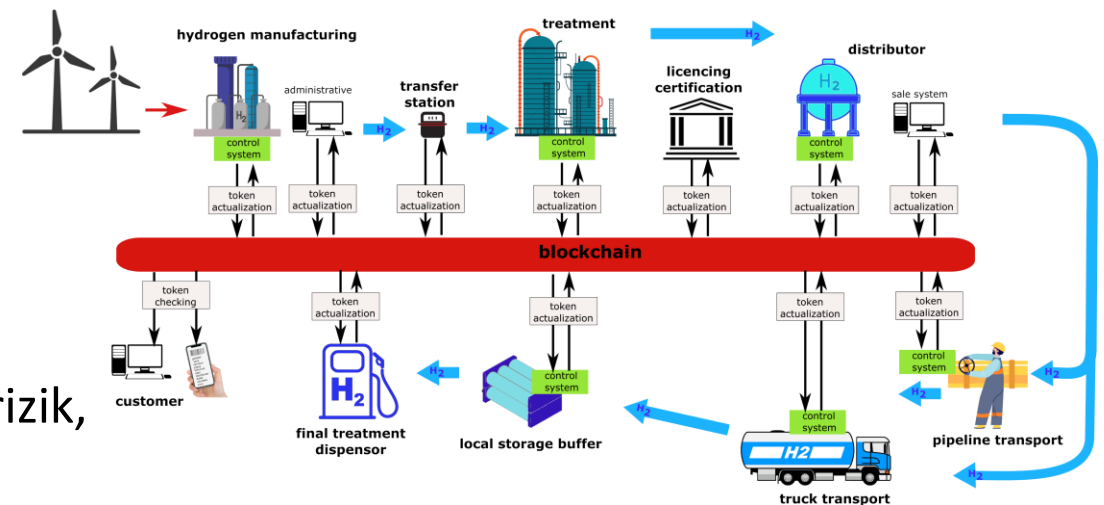 treatment
hydrogen manufacturing
H₂
distributor
administrative
transfer
station
licencing
certification
sale system
H₂
H₂
H₂
H₂
control
system
control
system
control
system
token
actualization
token
actualization
token
actualization
token
actualization
token
actualization
token
actualization
token
actualization
blockchain
token
checking
token
actualization
token
actualization
token
actualization
token
actualization
control
system
H₂
H₂
H₂
control
system
H₂
customer
rizik,
final treatment
dispensor
local storage buffer
H₂
control
system
pipeline transport
H2
H₂
truck transport